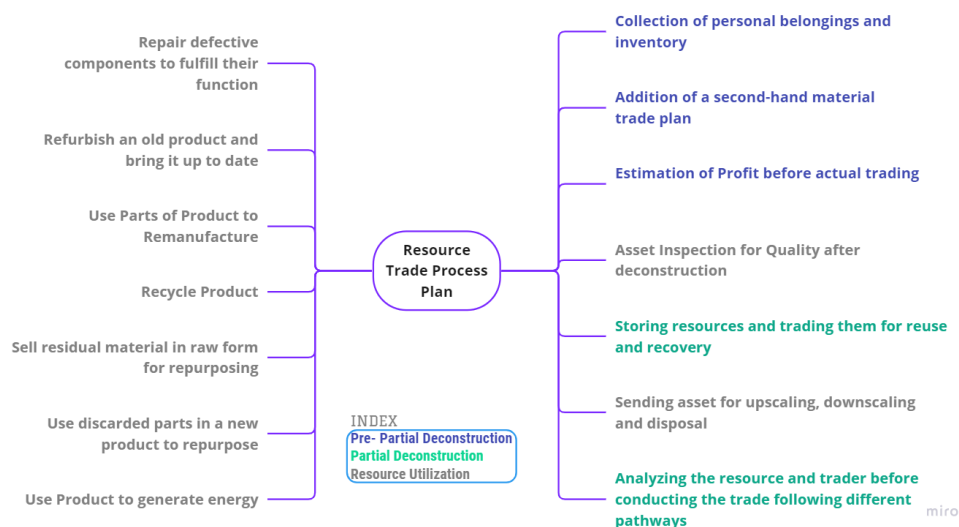 Repair defective
components to fulfill their
function
Refurbish an old product and
bring it up to date
Use Parts of Product to
Remanufacture
Recycle Product
Sell residual material in raw form
for repurposing
Use discarded parts in a new
product to repurpose
Use Product to generate energy
Resource
Trade Process
Plan
INDEX
Pre- Partial Deconstruction
Partial Deconstruction
Resource Utilization
Collection of personal belongings and
inventory
Addition of a second-hand material
trade plan
Estimation of Profit before actual trading
Asset Inspection for Quality after
deconstruction
Storing resources and trading them for reuse
and recovery
Sending asset for upscaling, downscaling
and disposal
Analyzing the resource and trader before
conducting the trade following different
pathways
miro